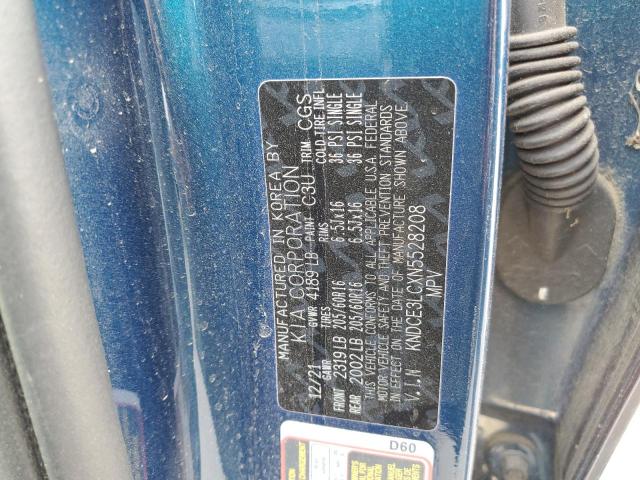 MANUFACTURED IN KOREA BY
KIA CORPORATION
12/21 GVWR 4189 LB PAINT C3U TRIM CGS
GAWR TIRES RIMS COLD TIRE INFL
FRONT 2319 LB 205/60R16 6.5JX16 36 PSI SINGLE
REAR 2002 LB 205/60R16 6.5JX16 36 PSI SINGLE
THIS VEHICLE CONFORMS TO ALL APPLICABLE U.S.A. FEDERAL
MOTOR VEHICLE SAFETY AND THEFT PREVENTION STANDARDS
IN EFFECT ON THE DATE OF MANUFACTURE SHOWN ABOVE
V.I.N KNDCE3LCXN5528208
MPV
D60